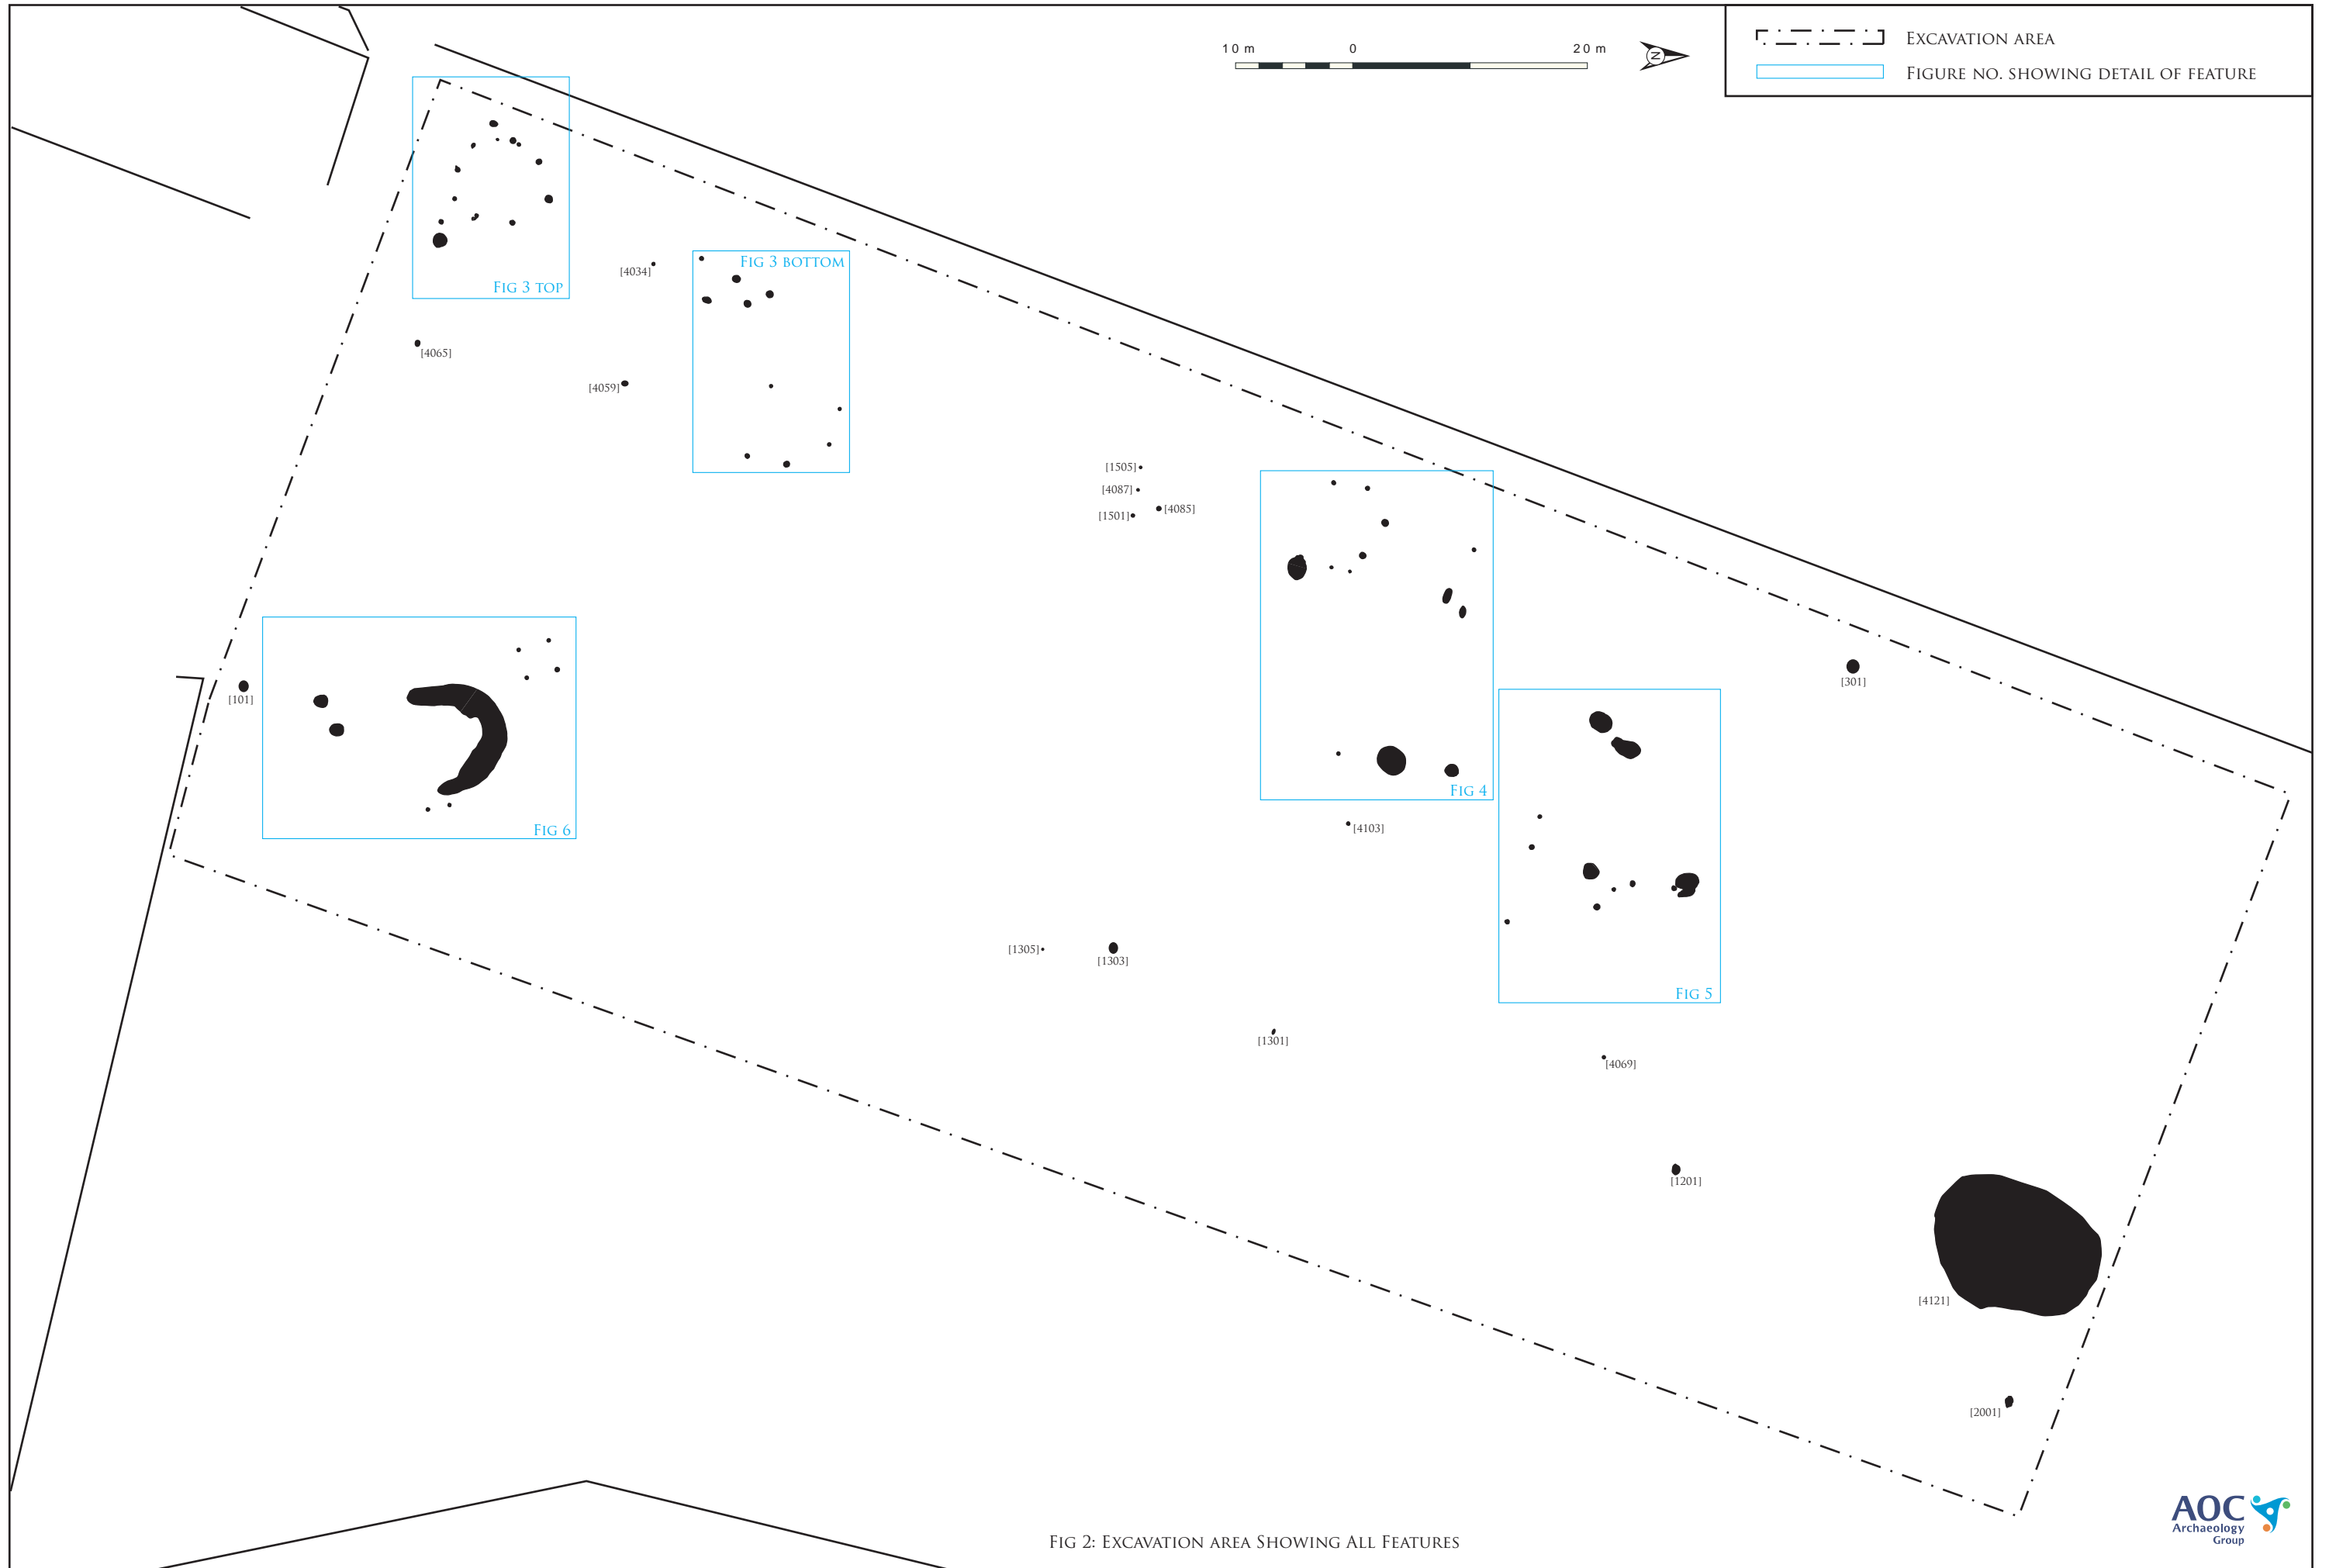 10 m 0 20 m
N
Excavation area
Figure no. showing detail of feature
Fig 3 top
[4034]
Fig 3 bottom
[4065]
[4059]
[1505]
[4087]
[4085]
[1501]
[301]
[101]
Fig 4
Fig 6
[4103]
[1305]
[1303]
Fig 5
[1301]
[4069]
[1201]
[4121]
[2001]
AOC
Archaeology
Group
Fig 2: Excavation area Showing All Features